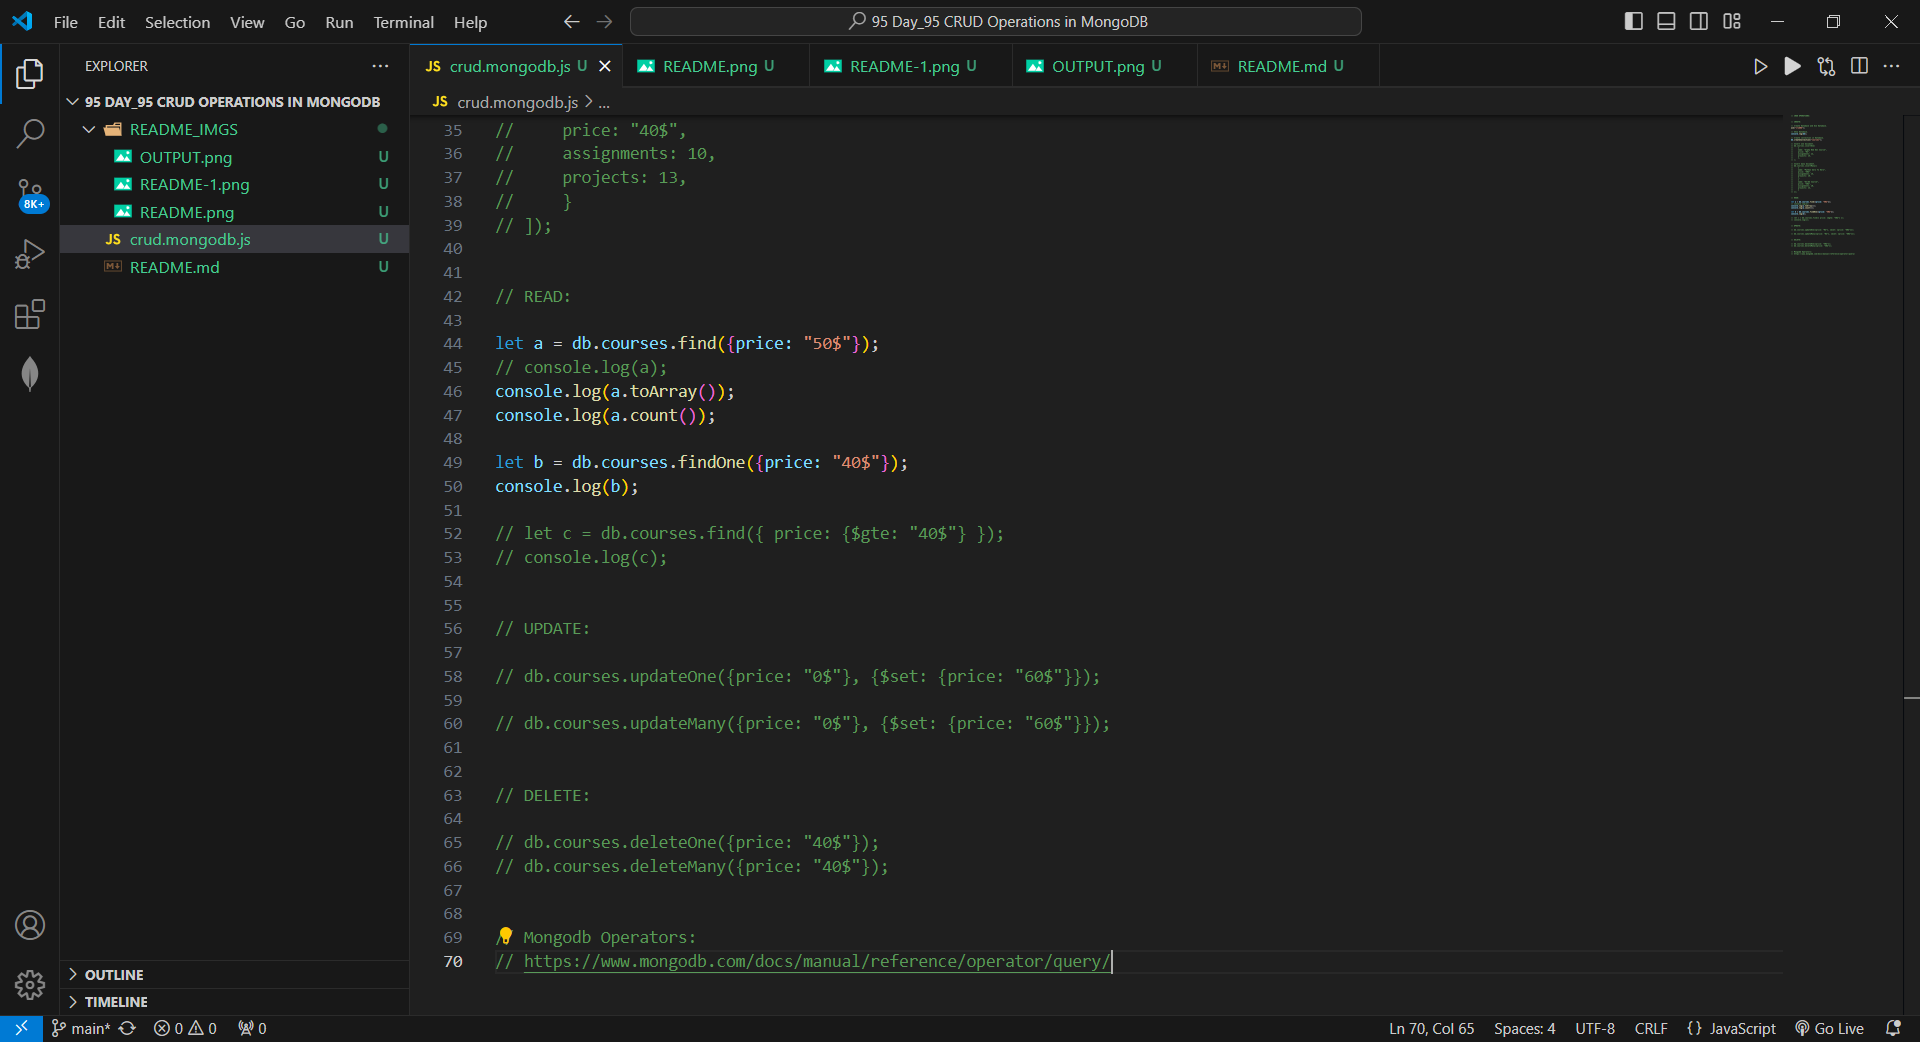 File Edit Selection View Go Run Terminal Help
95 Day_95 CRUD Operations in MongoDB
EXPLORER
95 DAY_95 CRUD OPERATIONS IN MONGODB
README_IMGS
OUTPUT.png U
README-1.png U
README.png U
JS crud.mongodb.js U
README.md U
8K+
OUTLINE
TIMELINE
JS crud.mongodb.js U
README.png U
README-1.png U
OUTPUT.png U
README.md U
JS crud.mongodb.js > ...
35 //     price: "40$",
36 //     assignments: 10,
37 //     projects: 13,
38 //     }
39 // ]);
40
41
42 // READ:
43
44 let a = db.courses.find({price: "50$"});
45 // console.log(a);
46 console.log(a.toArray());
47 console.log(a.count());
48
49 let b = db.courses.findOne({price: "40$"});
50 console.log(b);
51
52 // let c = db.courses.find({ price: {$gte: "40$"} });
53 // console.log(c);
54
55
56 // UPDATE:
57
58 // db.courses.updateOne({price: "0$"}, {$set: {price: "60$"}});
59
60 // db.courses.updateMany({price: "0$"}, {$set: {price: "60$"}});
61
62
63 // DELETE:
64
65 // db.courses.deleteOne({price: "40$"});
66 // db.courses.deleteMany({price: "40$"});
67
68
69 / Mongodb Operators:
70 // https://www.mongodb.com/docs/manual/reference/operator/query/
main* 0 0 0 Ln 70, Col 65 Spaces: 4 UTF-8 CRLF {} JavaScript Go Live